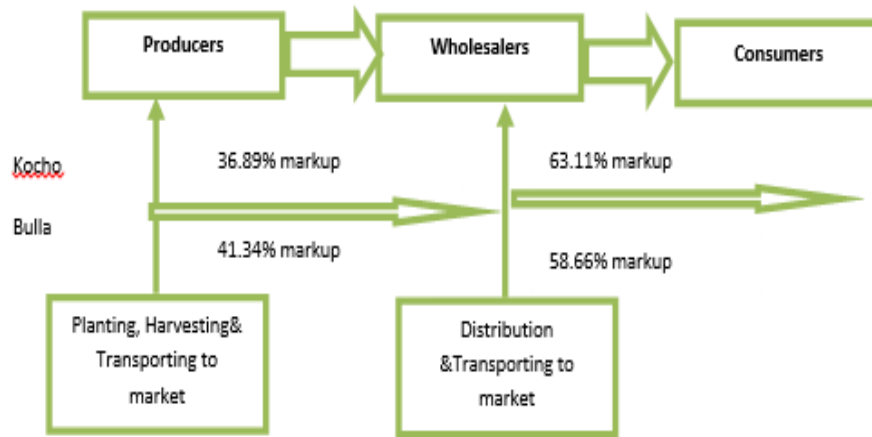 Producers
Wholesalers
Consumers
Kocho
36.89% markup
63.11% markup
Bulla
41.34% markup
58.66% markup
Planting, Harvesting&
Transporting to
market
Distribution
&Transporting to
market